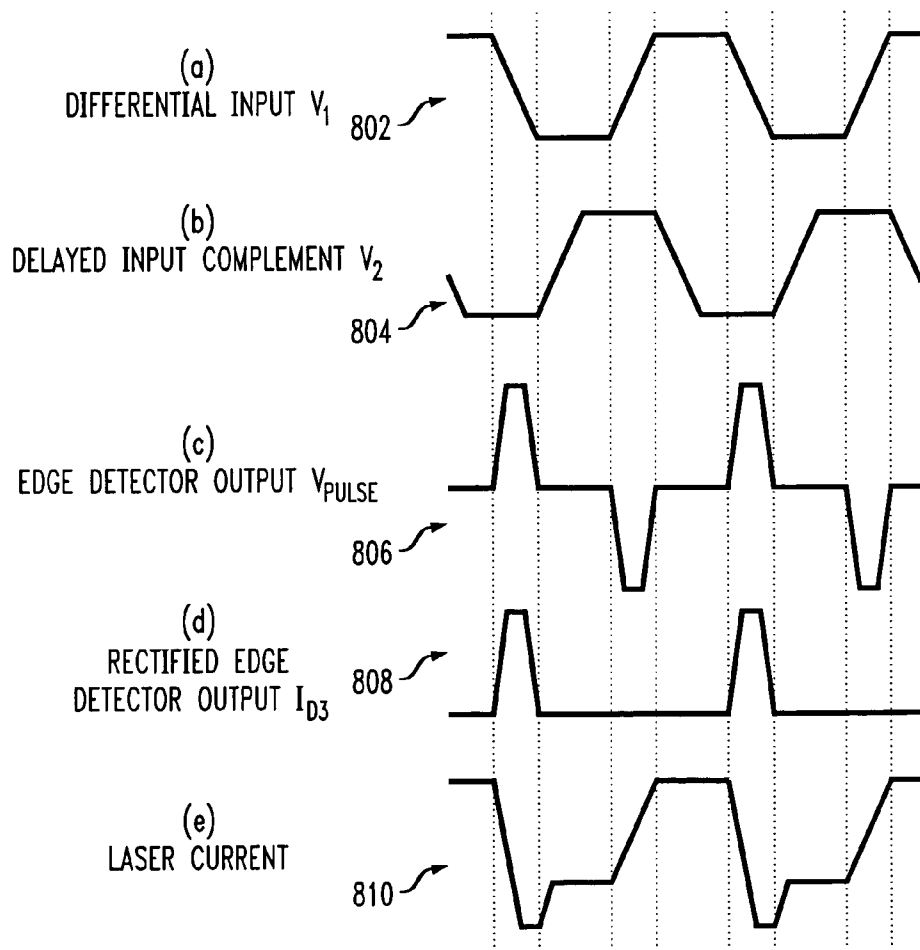 (a)
DIFFERENTIAL INPUT V1
802
(b)
DELAYED INPUT COMPLEMENT V2
804
(c)
EDGE DETECTOR OUTPUT VPULSE
806
(d)
RECTIFIED EDGE
DETECTOR OUTPUT ID3
808
(e)
LASER CURRENT
810